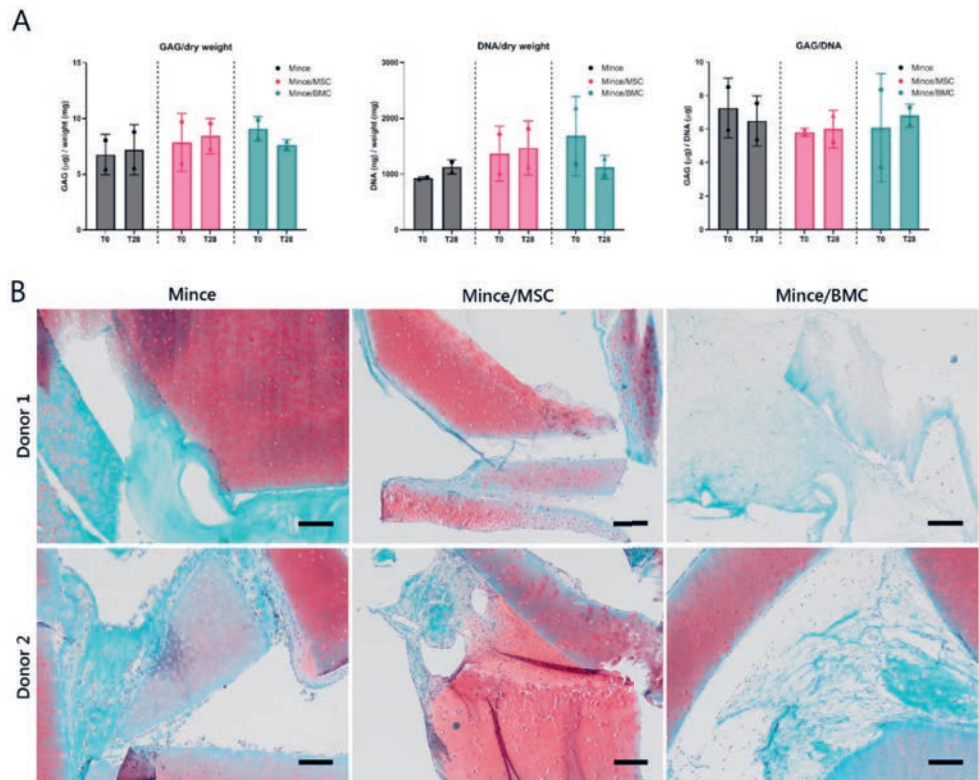 A
GAG/dry weight
15
10
5
0
GAG (µg) / weight (mg)
Mince
Mince/MSC
Mince/BMC
T0 T28 T0 T28 T0 T28
DNA/dry weight
3000
2000
1000
0
DNA (ng) / weight (mg)
Mince
Mince/MSC
Mince/BMC
T0 T28 T0 T28 T0 T28
GAG/DNA
10
8
6
4
2
0
GAG (µg) / DNA (µg)
Mince
Mince/MSC
Mince/BMC
T0 T28 T0 T28 T0 T28
B
Mince Mince/MSC Mince/BMC
Donor 1
Donor 2